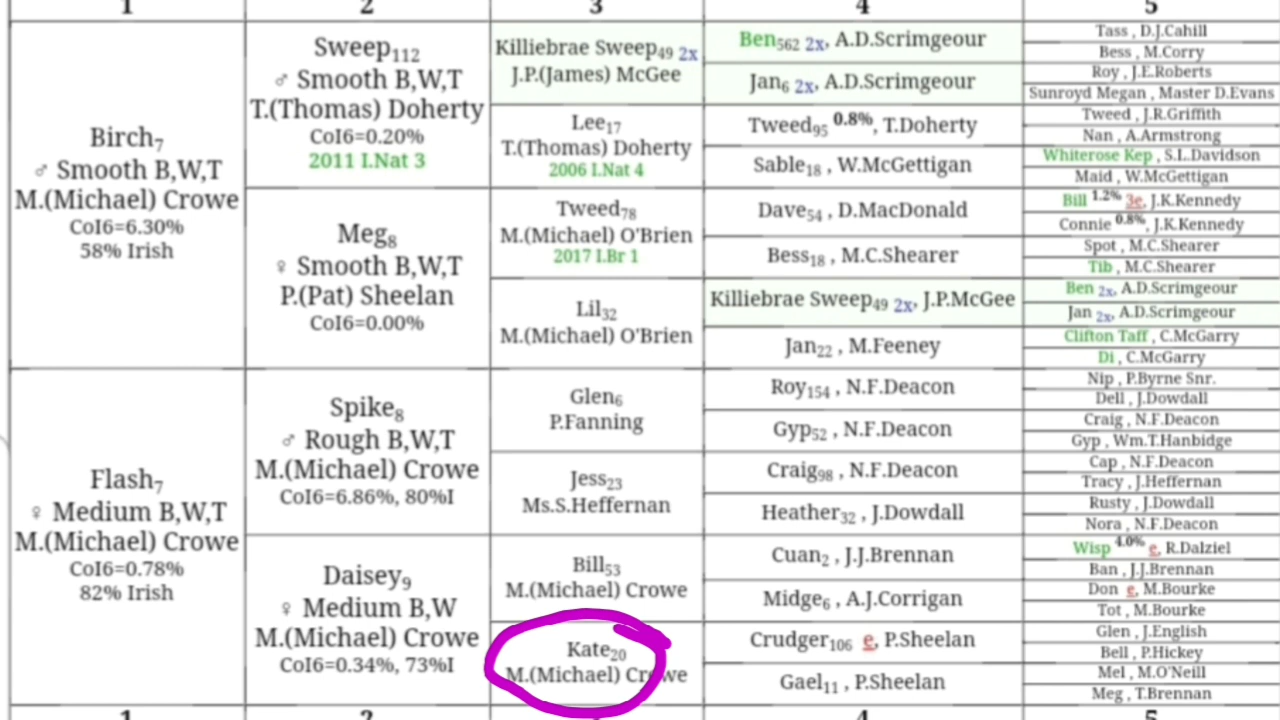 1 2 3 4 5
Birch7
♂ Smooth B,W,T
M.(Michael) Crowe
CoI6=6.30%
58% Irish
Flash7
♀ Medium B,W,T
M.(Michael) Crowe
CoI6=0.78%
82% Irish
Sweep112
♂ Smooth B,W,T
T.(Thomas) Doherty
CoI6=0.20%
2011 I.Nat 3
Meg8
♀ Smooth B,W,T
P.(Pat) Sheelan
CoI6=0.00%
Spike8
♂ Rough B,W,T
M.(Michael) Crowe
CoI6=6.86%, 80%I
Daisey9
♀ Medium B,W
M.(Michael) Crowe
CoI6=0.34%, 73%I
Killiebrae Sweep49 2x
J.P.(James) McGee
Lee17
T.(Thomas) Doherty
2006 I.Nat 4
Tweed78
M.(Michael) O'Brien
2017 I.Br 1
Lil32
M.(Michael) O'Brien
Glen6
P.Fanning
Jess23
Ms.S.Heffernan
Bill53
M.(Michael) Crowe
Kate20
M.(Michael) Crowe
Ben562 2x, A.D.Scrimgeour
Jan6 2x, A.D.Scrimgeour
Tweed95 0.8%, T.Doherty
Sable18 , W.McGettigan
Dave54 , D.MacDonald
Bess18 , M.C.Shearer
Killiebrae Sweep49 2x, J.P.McGee
Jan22 , M.Feeney
Roy154 , N.F.Deacon
Gyp52 , N.F.Deacon
Craig98 , N.F.Deacon
Heather32 , J.Dowdall
Cuan2 , J.J.Brennan
Midge6 , A.J.Corrigan
Crudger106 e, P.Sheelan
Gael11 , P.Sheelan
Tass , D.J.Cahill
Bess , M.Corry
Roy , J.E.Roberts
Sunroyd Megan , Master D.Evans
Tweed , J.R.Griffith
Nan , A.Armstrong
Whiterose Kep , S.L.Davidson
Maid , W.McGettigan
Bill 1.2% 3e, J.K.Kennedy
Connie 0.8%, J.K.Kennedy
Spot , M.C.Shearer
Tib , M.C.Shearer
Ben 2x, A.D.Scrimgeour
Jan 2x, A.D.Scrimgeour
Clifton Taff , C.McGarry
Di , C.McGarry
Nip , P.Byrne Snr.
Dell , J.Dowdall
Craig , N.F.Deacon
Gyp , Wm.T.Hanbidge
Cap , N.F.Deacon
Tracy , J.Heffernan
Rusty , J.Dowdall
Nora , N.F.Deacon
Wisp 4.0% e, R.Dalziel
Ban , J.J.Brennan
Don e, M.Bourke
Tot , M.Bourke
Glen , J.English
Bell , P.Hickey
Mel , M.O'Neill
Meg , T.Brennan
1 2 3 4 5